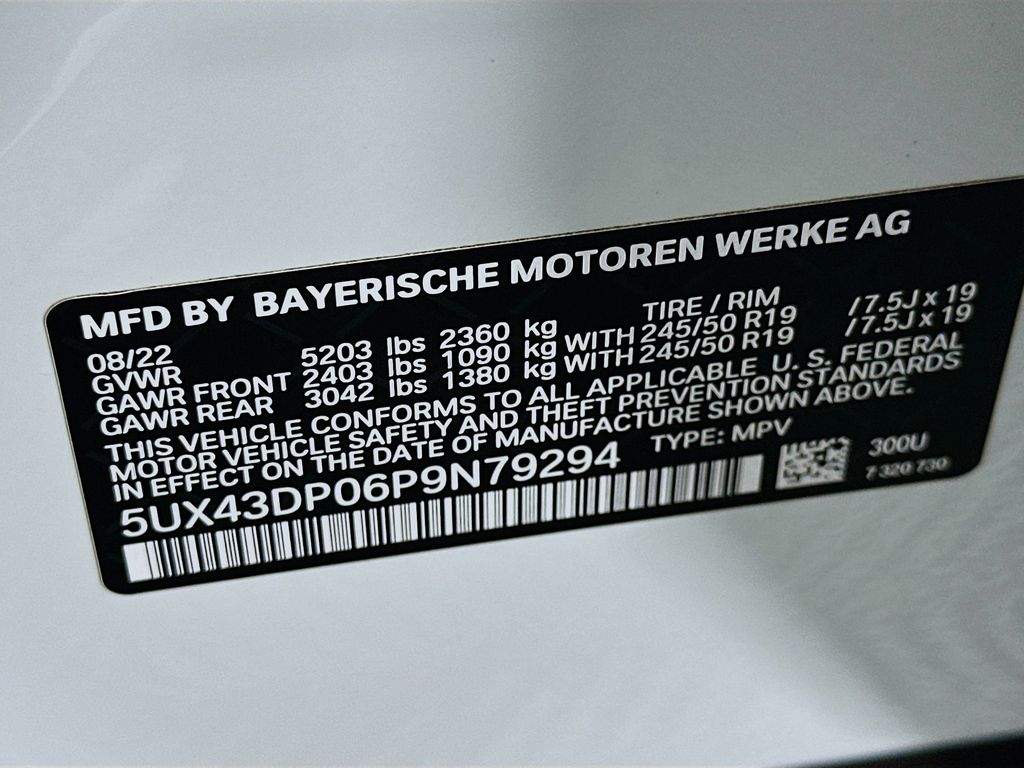 MFD BY BAYERISCHE MOTOREN WERKE AG
08/22 TIRE / RIM
GVWR 5203 lbs 2360 kg
GAWR FRONT 2403 lbs 1090 kg WITH 245/50 R19 / 7.5J x 19
GAWR REAR 3042 lbs 1380 kg WITH 245/50 R19 / 7.5J x 19
THIS VEHICLE CONFORMS TO ALL APPLICABLE U. S. FEDERAL
MOTOR VEHICLE SAFETY AND THEFT PREVENTION STANDARDS
IN EFFECT ON THE DATE OF MANUFACTURE SHOWN ABOVE.
5UX43DP06P9N79294 TYPE: MPV
300U
7 320 730